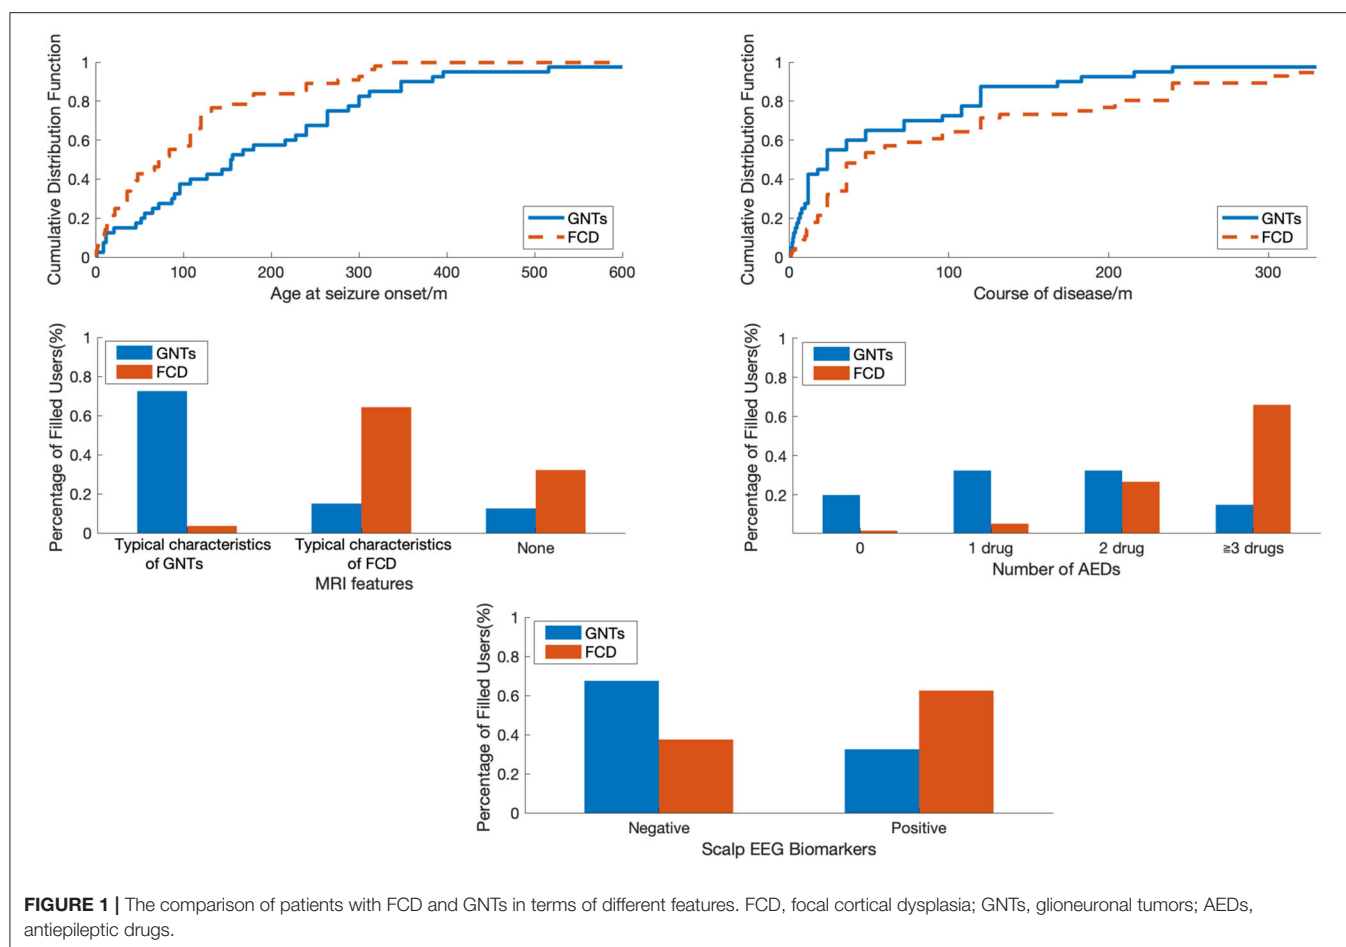 Cumulative Distribution Function
1
0.8
0.6
0.4
0.2
0
0 100 200 300 400 500 600
Age at seizure onset/m
GNTs
FCD
Cumulative Distribution Function
1
0.8
0.6
0.4
0.2
0
0 100 200 300
Course of disease/m
GNTs
FCD
Percentage of Filled Users(%)
1
0.8
0.6
0.4
0.2
0
GNTs
FCD
Typical characteristics
of GNTs
Typical characteristics
of FCD
None
MRI features
Percentage of Filled Users(%)
1
0.8
0.6
0.4
0.2
GNTs
FCD
0 1 drug 2 drug ≧3 drugs
Number of AEDs
Percentage of Filled Users(%)
1
0.8
0.6
0.4
0.2
0
GNTs
FCD
Negative Positive
Scalp EEG Biomarkers
FIGURE 1 | The comparison of patients with FCD and GNTs in terms of different features. FCD, focal cortical dysplasia; GNTs, glioneuronal tumors; AEDs,
antiepileptic drugs.